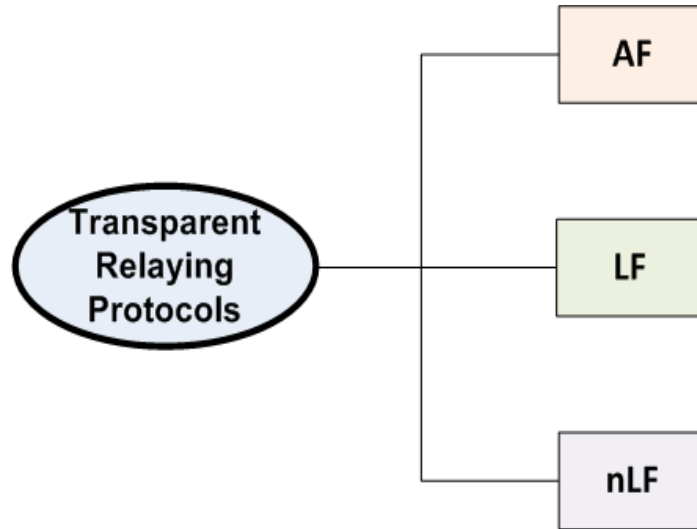 AF
Transparent
Relaying
Protocols
LF
nLF